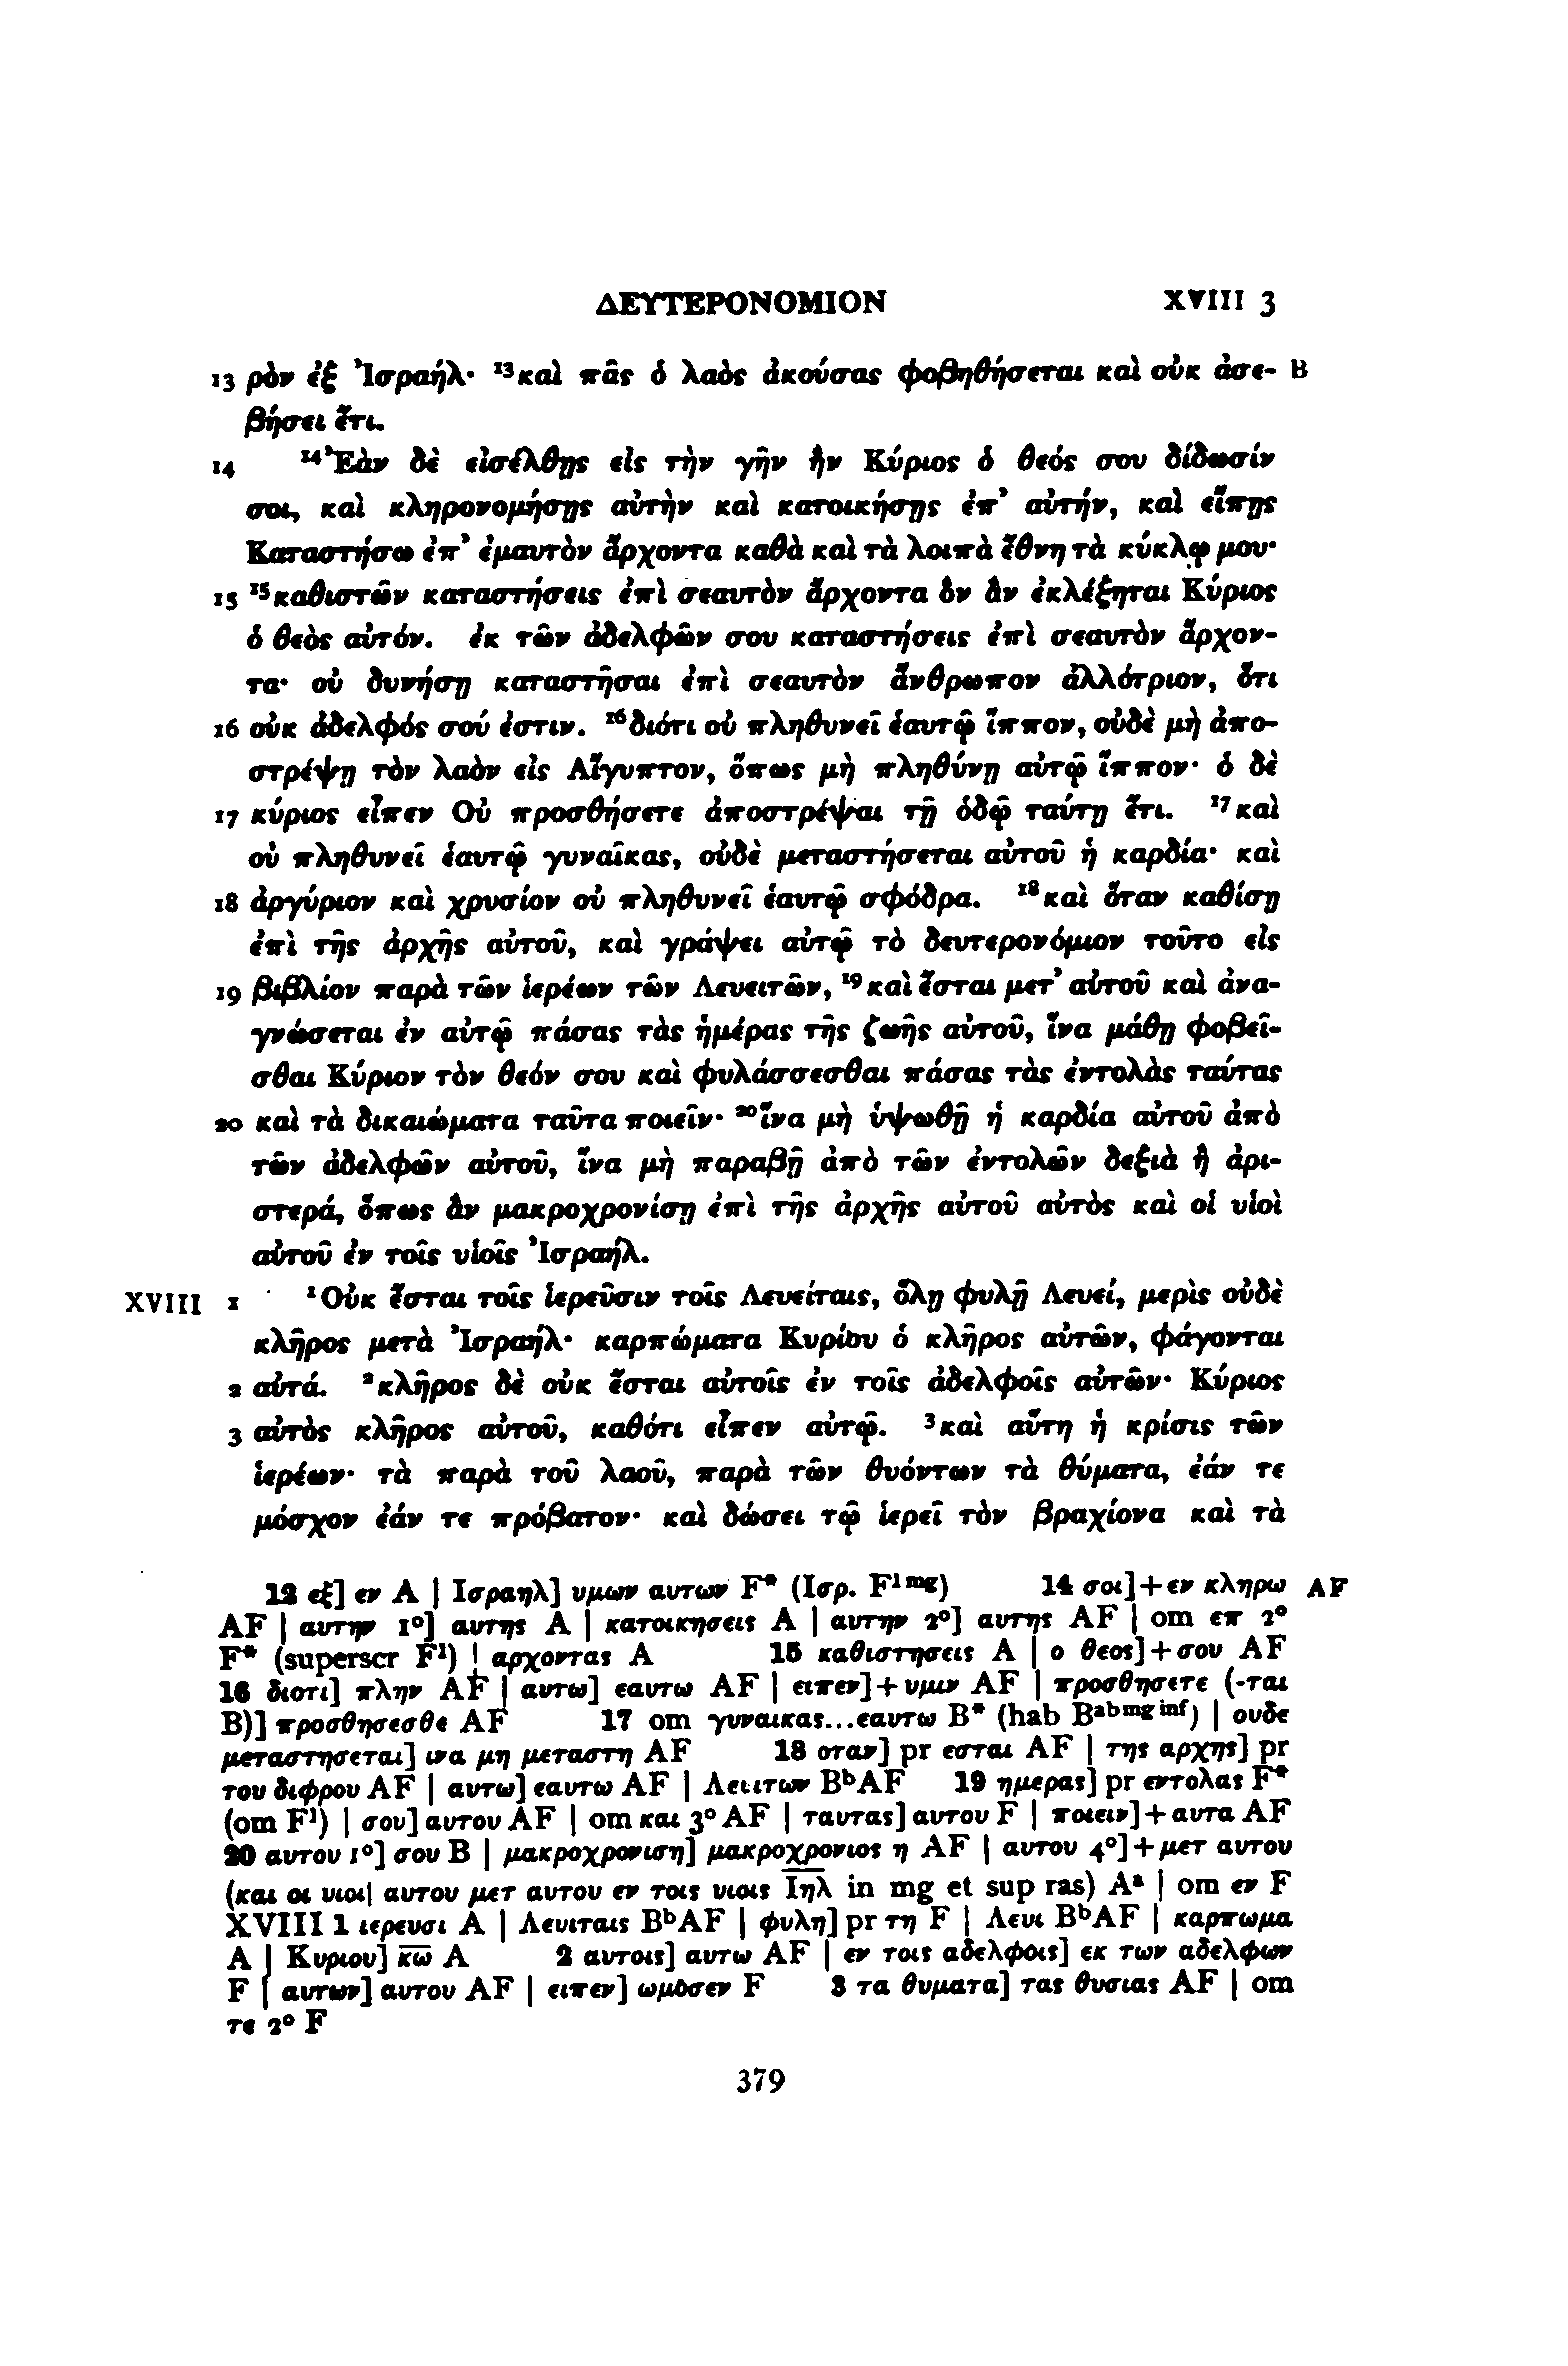 ΔΕΥΤΕΡΟΝΟΜΙΟΝ XVIII 3
13 ρὸν ἐξ Ἰσραήλ· ¹³καὶ πᾶς ὁ λαὸς ἀκούσας φοβηθήσεται καὶ οὐκ ἀσε- B
βήσει ἔτι.
14 ¹⁴Ἐὰν δὲ εἰσέλθῃς εἰς τὴν γῆν ἣν Κύριος ὁ θεός σου δίδωσίν
σοι, καὶ κληρονομήσῃς αὐτὴν καὶ κατοικήσῃς ἐπ᾽ αὐτήν, καὶ εἴπῃς
Καταστήσω ἐπ᾽ ἐμαυτὸν ἄρχοντα καθὰ καὶ τὰ λοιπὰ ἔθνη τὰ κύκλῳ μου·
15 ¹⁵καθιστῶν καταστήσεις ἐπὶ σεαυτὸν ἄρχοντα ὃν ἂν ἐκλέξηται Κύριος
ὁ θεὸς αὐτόν. ἐκ τῶν ἀδελφῶν σου καταστήσεις ἐπὶ σεαυτὸν ἄρχον-
τα· οὐ δυνήσῃ καταστῆσαι ἐπὶ σεαυτὸν ἄνθρωπον ἀλλότριον, ὅτι
16 οὐκ ἀδελφός σού ἐστιν. ¹⁶διότι οὐ πληθυνεῖ ἑαυτῷ ἵππον, οὐδὲ μὴ ἀπο-
στρέψῃ τὸν λαὸν εἰς Αἴγυπτον, ὅπως μὴ πληθύνῃ αὐτῷ ἵππον· ὁ δὲ
17 κύριος εἶπεν Οὐ προσθήσετε ἀποστρέψαι τῇ ὁδῷ ταύτῃ ἔτι. ¹⁷καὶ
οὐ πληθυνεῖ ἑαυτῷ γυναῖκας, οὐδὲ μεταστήσεται αὐτοῦ ἡ καρδία· καὶ
18 ἀργύριον καὶ χρυσίον οὐ πληθυνεῖ ἑαυτῷ σφόδρα. ¹⁸καὶ ὅταν καθίσῃ
ἐπὶ τῆς ἀρχῆς αὐτοῦ, καὶ γράψει αὐτῷ τὸ δευτερονόμιον τοῦτο εἰς
19 βιβλίον παρὰ τῶν ἱερέων τῶν Λευειτῶν, ¹⁹καὶ ἔσται μετ᾽ αὐτοῦ καὶ ἀνα-
γνώσεται ἐν αὐτῷ πάσας τὰς ἡμέρας τῆς ζωῆς αὐτοῦ, ἵνα μάθῃ φοβεῖ-
σθαι Κύριον τὸν θεόν σου καὶ φυλάσσεσθαι πάσας τὰς ἐντολὰς ταύτας
20 καὶ τὰ δικαιώματα ταῦτα ποιεῖν· ²⁰ἵνα μὴ ὑψωθῇ ἡ καρδία αὐτοῦ ἀπὸ
τῶν ἀδελφῶν αὐτοῦ, ἵνα μὴ παραβῇ ἀπὸ τῶν ἐντολῶν δεξιὰ ἢ ἀρι-
στερά, ὅπως ἂν μακροχρονίσῃ ἐπὶ τῆς ἀρχῆς αὐτοῦ αὐτὸς καὶ οἱ υἱοὶ
αὐτοῦ ἐν τοῖς υἱοῖς Ἰσραήλ.
XVIII 1 ¹Οὐκ ἔσται τοῖς ἱερεῦσιν τοῖς Λευείταις, ὅλῃ φυλῇ Λευεί, μερὶς οὐδὲ
κλῆρος μετὰ Ἰσραήλ· καρπώματα Κυρίου ὁ κλῆρος αὐτῶν, φάγονται
2 αὐτά. ²κλῆρος δὲ οὐκ ἔσται αὐτοῖς ἐν τοῖς ἀδελφοῖς αὐτῶν· Κύριος
3 αὐτὸς κλῆρος αὐτοῦ, καθότι εἶπεν αὐτῷ. ³καὶ αὕτη ἡ κρίσις τῶν
ἱερέων· τὰ παρὰ τοῦ λαοῦ, παρὰ τῶν θυόντων τὰ θύματα, ἐάν τε
μόσχον ἐάν τε πρόβατον· καὶ δώσει τῷ ἱερεῖ τὸν βραχίονα καὶ τὰ
12 εξ] εν A | Ισραηλ] υμων αυτων F* (Ισρ. F¹ᵐᵍ) 14 σοι]+εν κληρω AF
AF | αυτην 1°] αυτης A | κατοικησεις A | αυτην 2°] αυτης AF | om επ 2°
F* (superscr F¹) | αρχοντας A 15 καθιστησεις A | ο θεος]+σου AF
16 διοτι] πλην AF | αυτω] εαυτω AF | ειπεν]+υμιν AF | προσθησετε (-ται
B)] προσθησεσθε AF 17 om γυναικας...εαυτω B* (hab Bᵃᵇᵐᵍⁱⁿᶠ) | ουδε
μεταστησεται] ινα μη μεταστη AF 18 οταν] pr εσται AF | της αρχης] pr
του διφρου AF | αυτω] εαυτω AF | Λειιτων BᵇAF 19 ημερας] pr εντολας F*
(om F¹) | σου] αυτου AF | om και 3° AF | ταυτας] αυτου F | ποιειν]+αυτα AF
20 αυτου 1°] σου B | μακροχρονιση] μακροχρονιος η AF | αυτου 4°]+μετ αυτου
(και οι υιοι| αυτου μετ αυτου εν τοις υιοις Ι̅η̅λ̅ in mg et sup ras) Aᵃ | om εν F
XVIII 1 ιερευσι A | Λευιταις BᵇAF | φυλη] pr τη F | Λευι BᵇAF | καρπωμα
A | Κυριου] κ̅ω̅ A 2 αυτοις] αυτω AF | εν τοις αδελφοις] εκ των αδελφων
F | αυτων] αυτου AF | ειπεν] ωμοσεν F 3 τα θυματα] τας θυσιας AF | om
τε 2° F
379